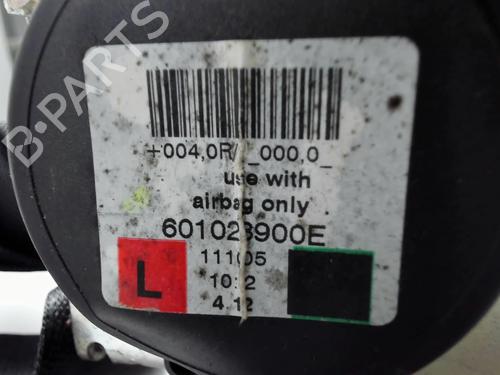 B-PARTS
+004,0R/ _000,0_
use with
airbag only
601023900E
11105
10:2
4.12
L